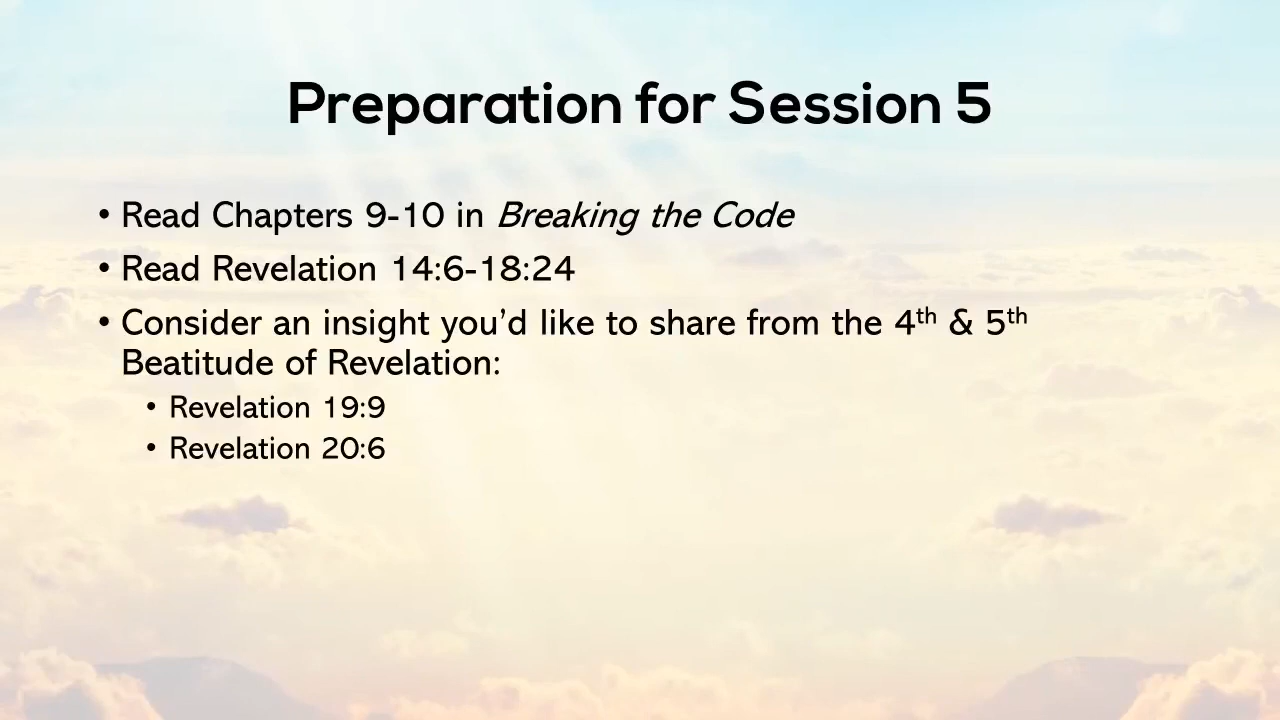 Preparation for Session 5
• Read Chapters 9-10 in Breaking the Code
• Read Revelation 14:6-18:24
• Consider an insight you’d like to share from the 4th & 5th
Beatitude of Revelation:
• Revelation 19:9
• Revelation 20:6